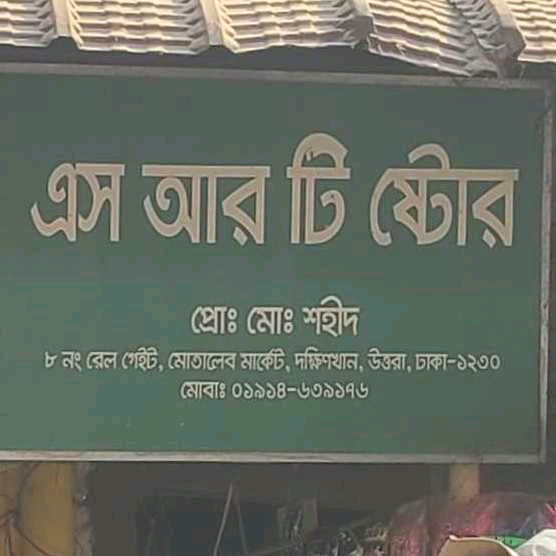 এস আর টি ষ্টোর
প্রোঃ মোঃ শহীদ
৮ নং রেল গেইট, মোতালেব মার্কেট, দক্ষিণখান, উত্তরা, ঢাকা-১২৩০
মোবাঃ ০১৯১৪-৬৩৯১৭৬